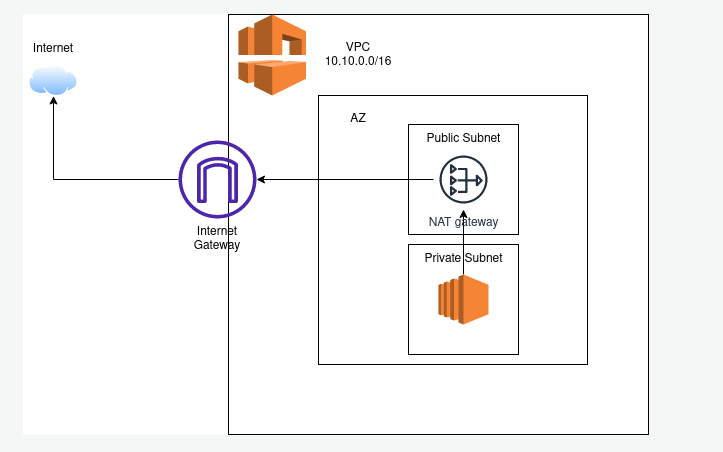 Internet
VPC
10.10.0.0/16
AZ
Public Subnet
NAT gateway
Internet
Gateway
Private Subnet